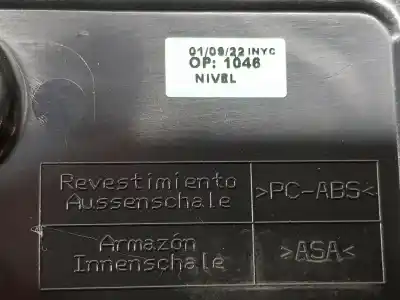 01/09/22 INYC
OP: 1046
NIVEL
Revestimiento
Aussenschale
>PC-ABS<
Armazón
Innenschale
>ASA<